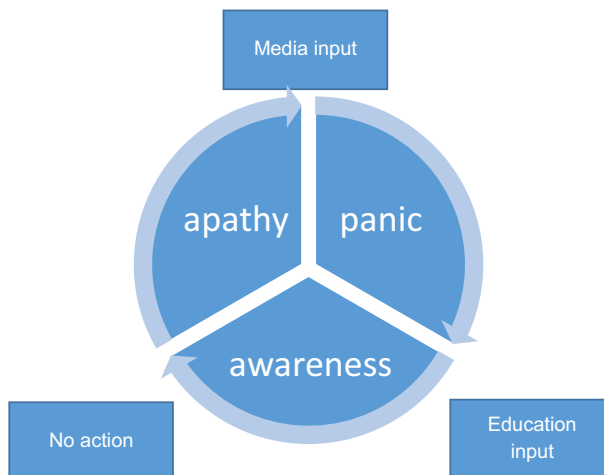 Media input
apathy
panic
awareness
No action
Education
input